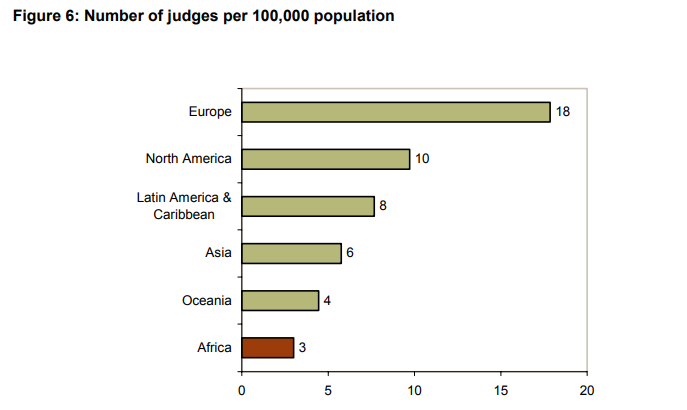 Figure 6: Number of judges per 100,000 population
Europe 18
North America 10
Latin America &
Caribbean 8
Asia 6
Oceania 4
Africa 3
0 5 10 15 20